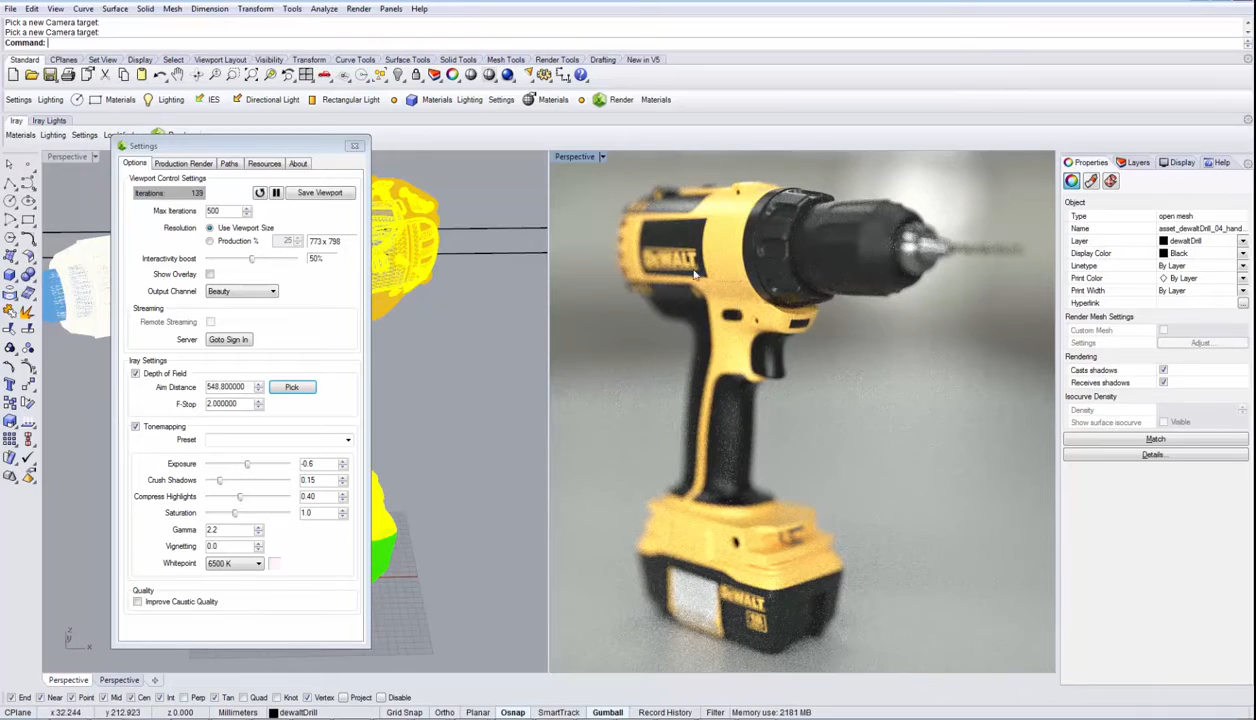 File Edit View Curve Surface Solid Mesh Dimension Transform Tools Analyze Render Panels Help
Pick a new Camera target:
Pick a new Camera target:
Command:
Standard CPlanes Set View Display Select Viewport Layout Visibility Transform Curve Tools Surface Tools Solid Tools Mesh Tools Render Tools Drafting New in V5
Settings Lighting Materials Lighting IES Directional Light Rectangular Light Materials Lighting Settings Materials Render Materials
Iray Iray Lights
Materials Lighting Settings
Perspective
Settings
Options Production Render Paths Resources About
Viewport Control Settings
Iterations: 139 Save Viewport
Max Iterations 500
Resolution Use Viewport Size
Production % 25 773 x 798
Interactivity boost 50%
Show Overlay
Output Channel Beauty
Streaming
Remote Streaming
Server Goto Sign In
Iray Settings
Depth of Field
Aim Distance 548.800000 Pick
F-Stop 2.000000
Tonemapping
Preset
Exposure -0.6
Crush Shadows 0.15
Compress Highlights 0.40
Saturation 1.0
Gamma 2.2
Vignetting 0.0
Whitepoint 6500 K
Quality
Improve Caustic Quality
z
y x
Perspective
DEWALT
DEWALT
18
Properties Layers Display Help
Object
Type open mesh
Name asset_dewaltDrill_04_hand...
Layer dewaltDrill
Display Color Black
Linetype By Layer
Print Color By Layer
Print Width By Layer
Hyperlink ...
Render Mesh Settings
Custom Mesh
Settings Adjust...
Rendering
Casts shadows
Receives shadows
Isocurve Density
Density
Show surface isocurve Visible
Match
Details...
Perspective Perspective
End Near Point Mid Cen Int Perp Tan Quad Knot Vertex Project Disable
CPlane x 32.244 y 212.923 z 0.000 Millimeters dewaltDrill Grid Snap Ortho Planar Osnap SmartTrack Gumball Record History Filter Memory use: 2181 MB